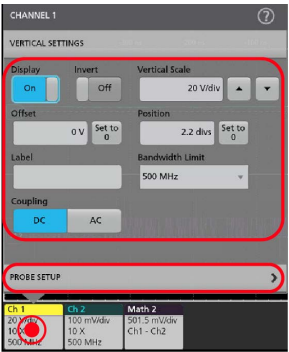 CHANNEL 1 ?
VERTICAL SETTINGS
Display Invert Vertical Scale
On Off 20 V/div
Offset Position
0 V Set to 0 2.2 divs Set to 0
Label Bandwidth Limit
500 MHz
Coupling
DC AC
PROBE SETUP
Ch 1 Ch 2 Math 2
20 V/div 100 mV/div 501.5 mV/div
10 X 10 X Ch1 - Ch2
500 MHz 500 MHz